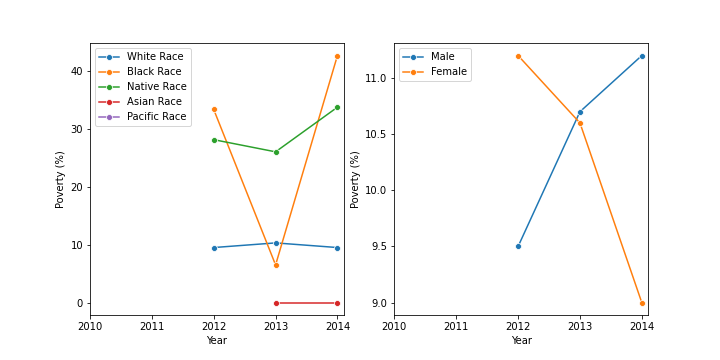 White Race
Black Race
Native Race
Asian Race
Pacific Race
40
30
20
10
0
Poverty (%)
2010 2011 2012 2013 2014
Year
Male
Female
11.0
10.5
10.0
9.5
9.0
Poverty (%)
2010 2011 2012 2013 2014
Year